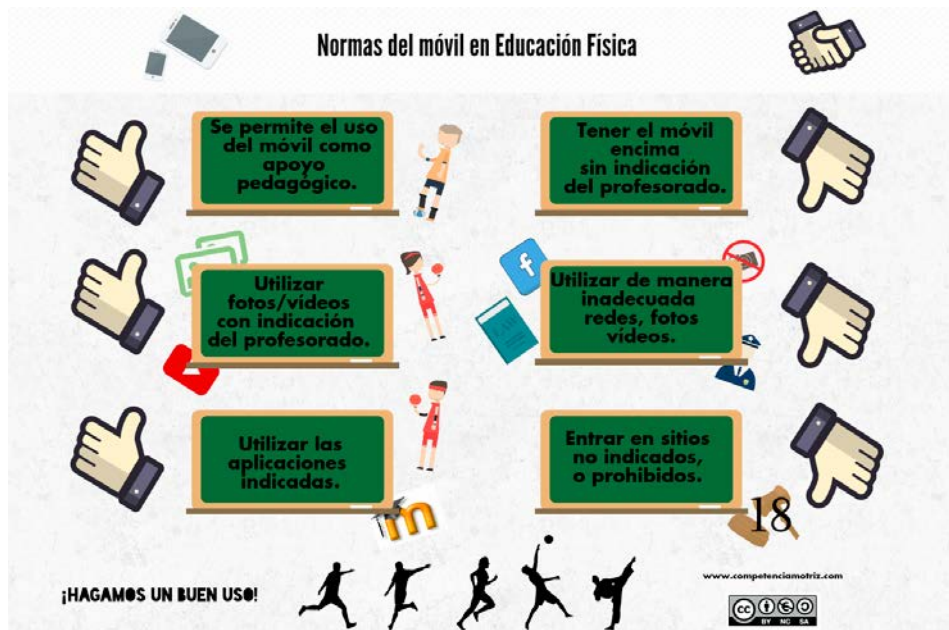 Normas del móvil en Educación Física
Se permite el uso
del móvil como
apoyo
pedagógico.
Tener el móvil
encima
sin indicación
del profesorado.
Utilizar
fotos/vídeos
con indicación
del profesorado.
Utilizar de manera
inadecuada
redes, fotos
vídeos.
Utilizar las
aplicaciones
indicadas.
Entrar en sitios
no indicados,
o prohibidos.
f
LAW
m
18
¡HAGAMOS UN BUEN USO!
www.competenciamotriz.com
cc
BY NC SA